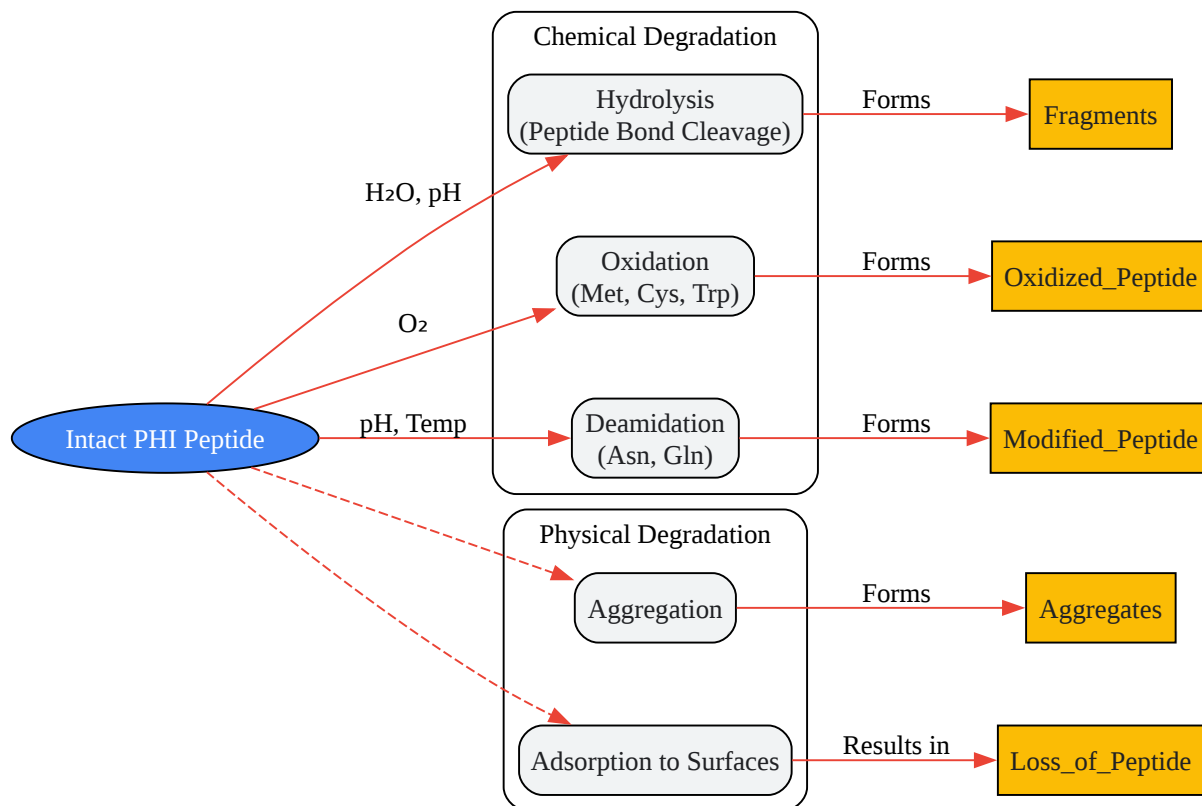 Chemical Degradation
Hydrolysis
(Peptide Bond Cleavage)
Forms
Fragments
H₂O, pH
Oxidation
(Met, Cys, Trp)
Forms
Oxidized_Peptide
O₂
Intact PHI Peptide
pH, Temp
Deamidation
(Asn, Gln)
Forms
Modified_Peptide
Physical Degradation
Aggregation
Forms
Aggregates
Adsorption to Surfaces
Results in
Loss_of_Peptide